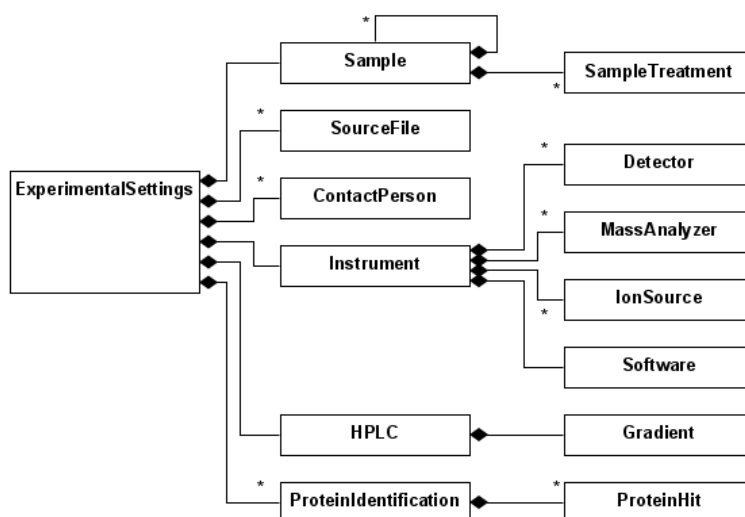 *
Sample
SampleTreatment
*
*
SourceFile
*
Detector
ExperimentalSettings
*
ContactPerson
*
MassAnalyzer
Instrument
IonSource
*
Software
HPLC
Gradient
*
ProteinIdentification
*
ProteinHit